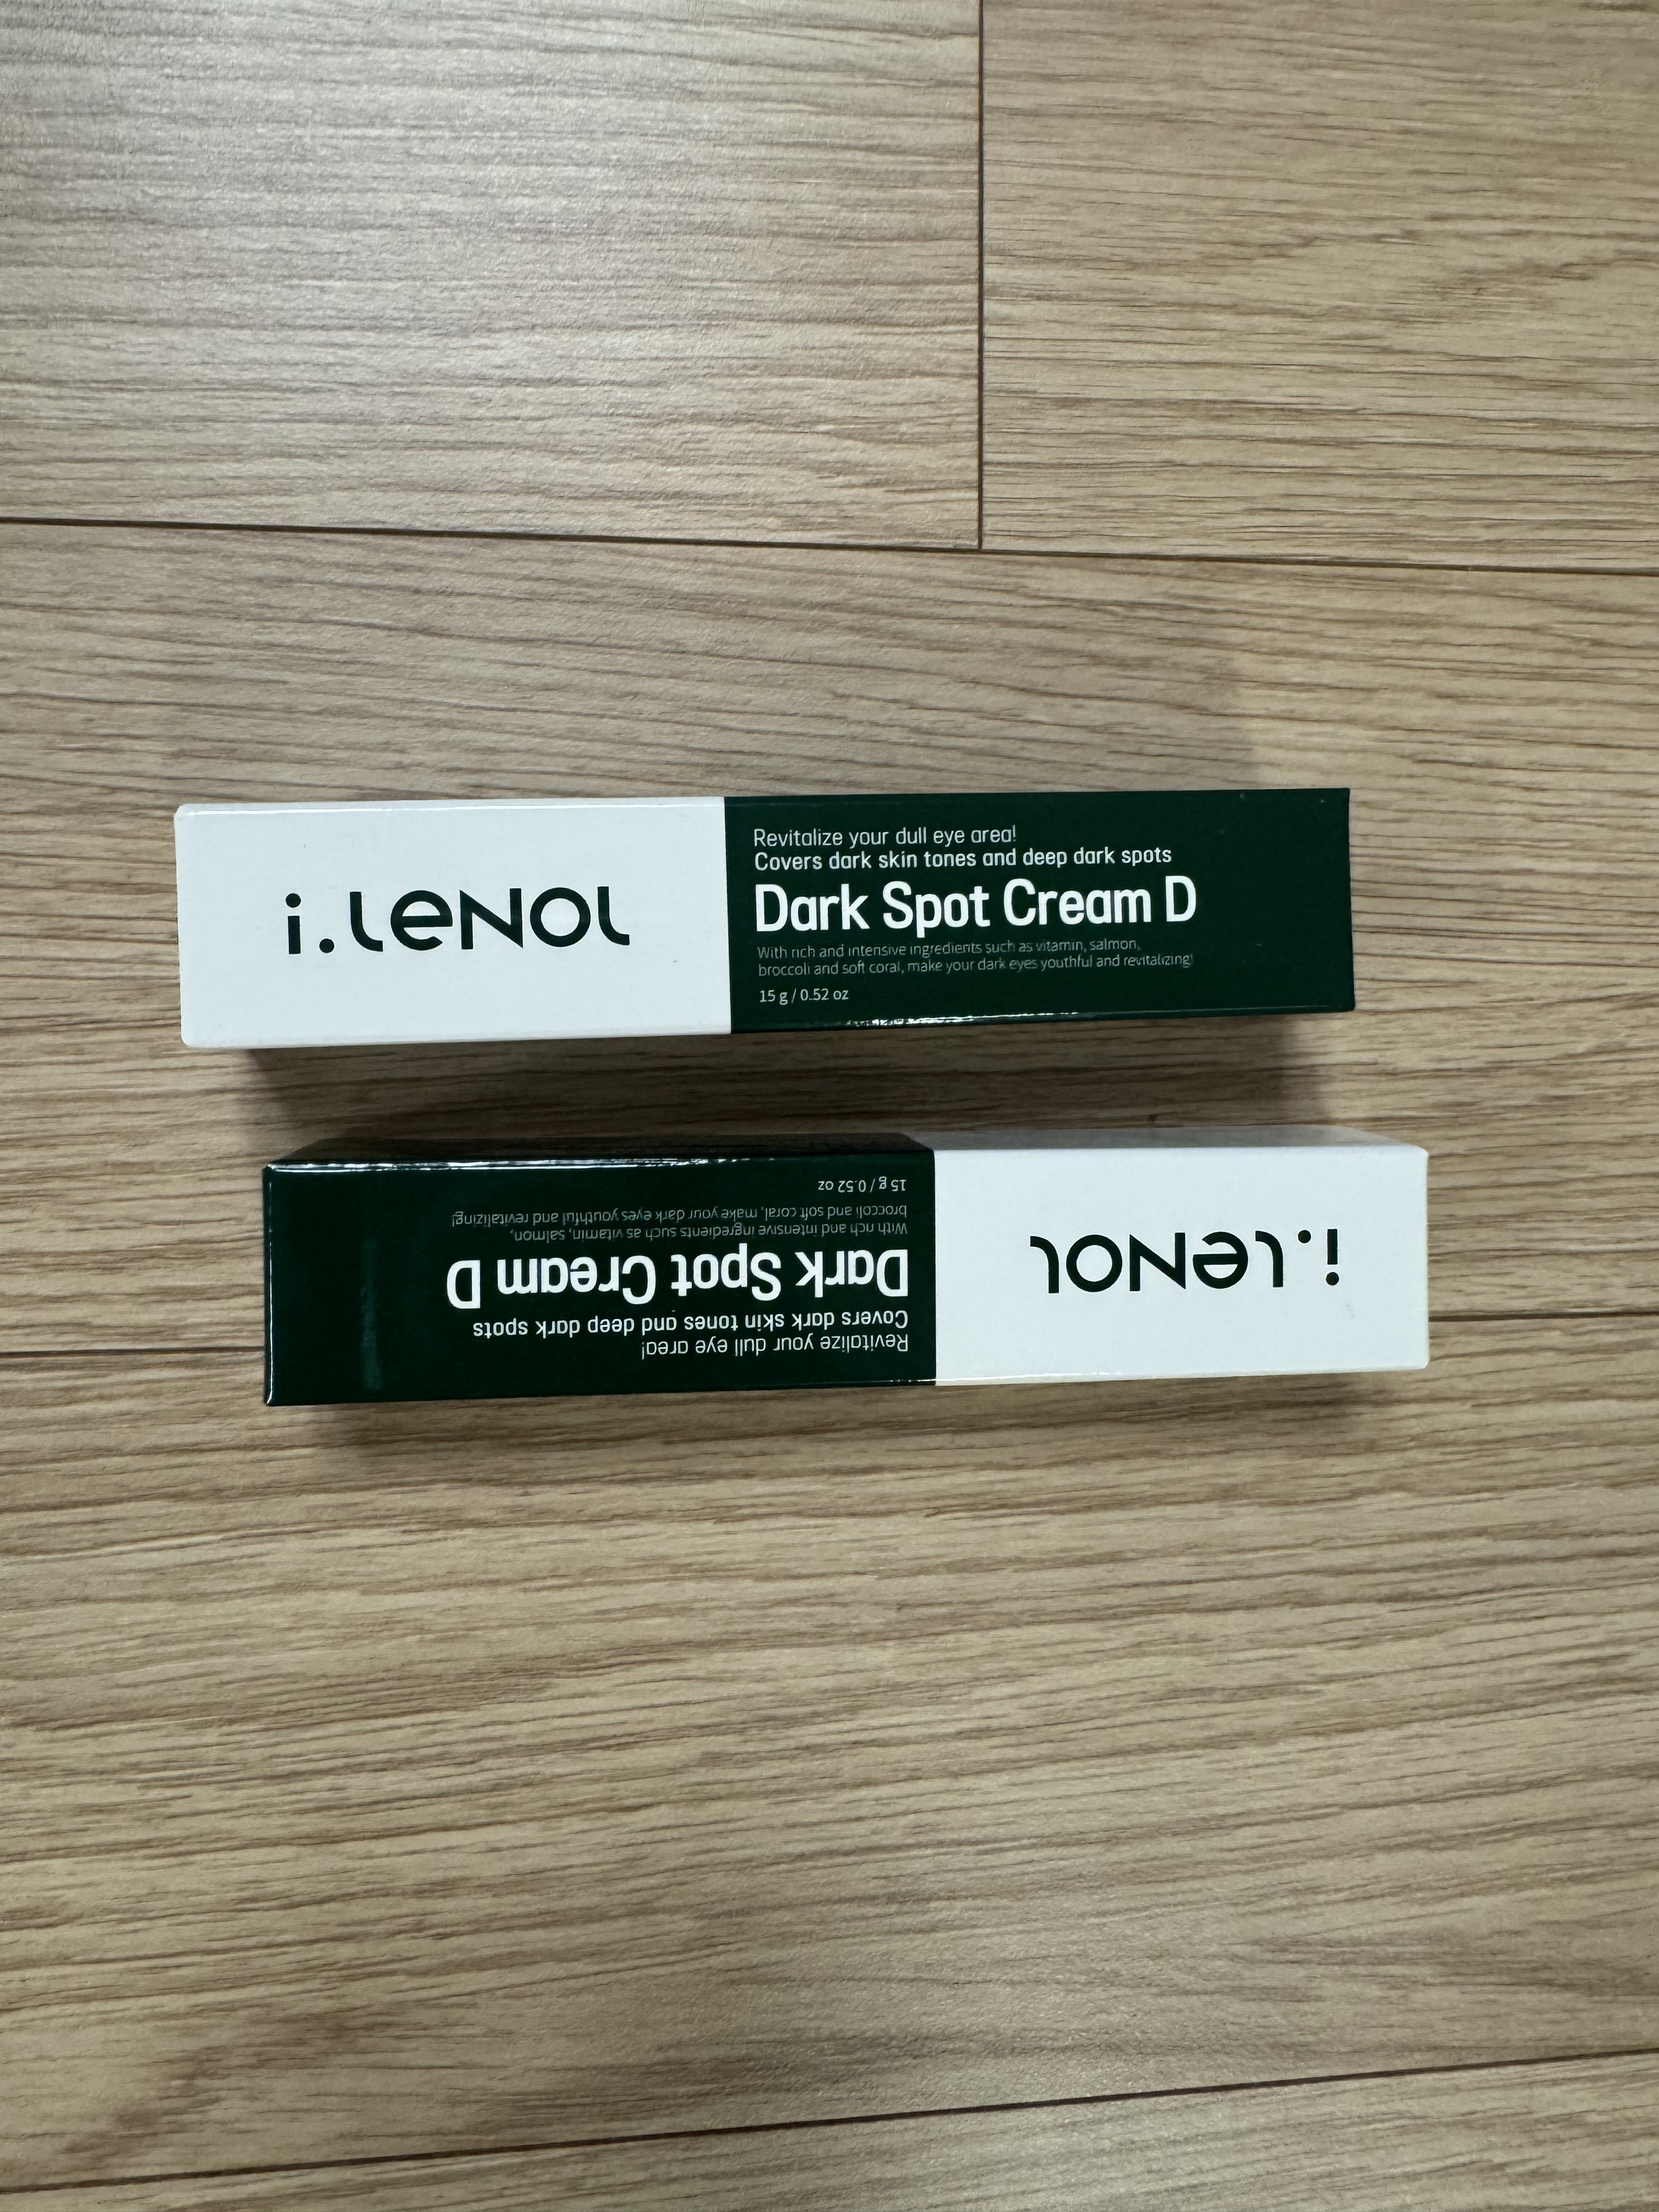 i.LENOL
Revitalize your dull eye area!
Covers dark skin tones and deep dark spots
Dark Spot Cream D
With rich and intensive ingredients such as vitamin, salmon,
broccoli and soft coral, make your dark eyes youthful and revitalizing!
15 g / 0.52 oz
i.LENOL
Revitalize your dull eye area!
Covers dark skin tones and deep dark spots
Dark Spot Cream D
With rich and intensive ingredients such as vitamin, salmon,
broccoli and soft coral, make your dark eyes youthful and revitalizing!
15 g / 0.52 oz